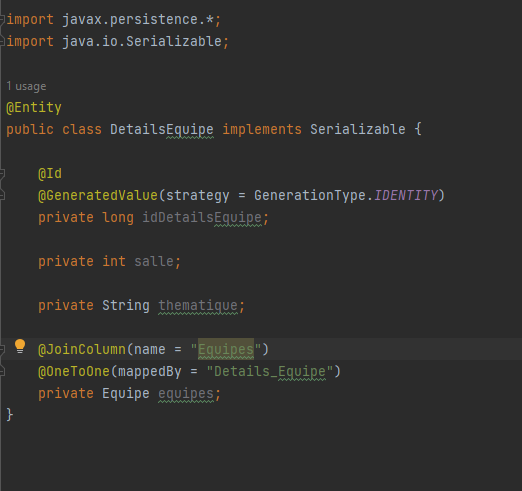 import javax.persistence.*;
import java.io.Serializable;
1 usage
@Entity
public class DetailsEquipe implements Serializable {
@Id
@GeneratedValue(strategy = GenerationType.IDENTITY)
private long idDetailsEquipe;
private int salle;
private String thematique;
@JoinColumn(name = "Equipes")
@OneToOne(mappedBy = "Details_Equipe")
private Equipe equipes;
}